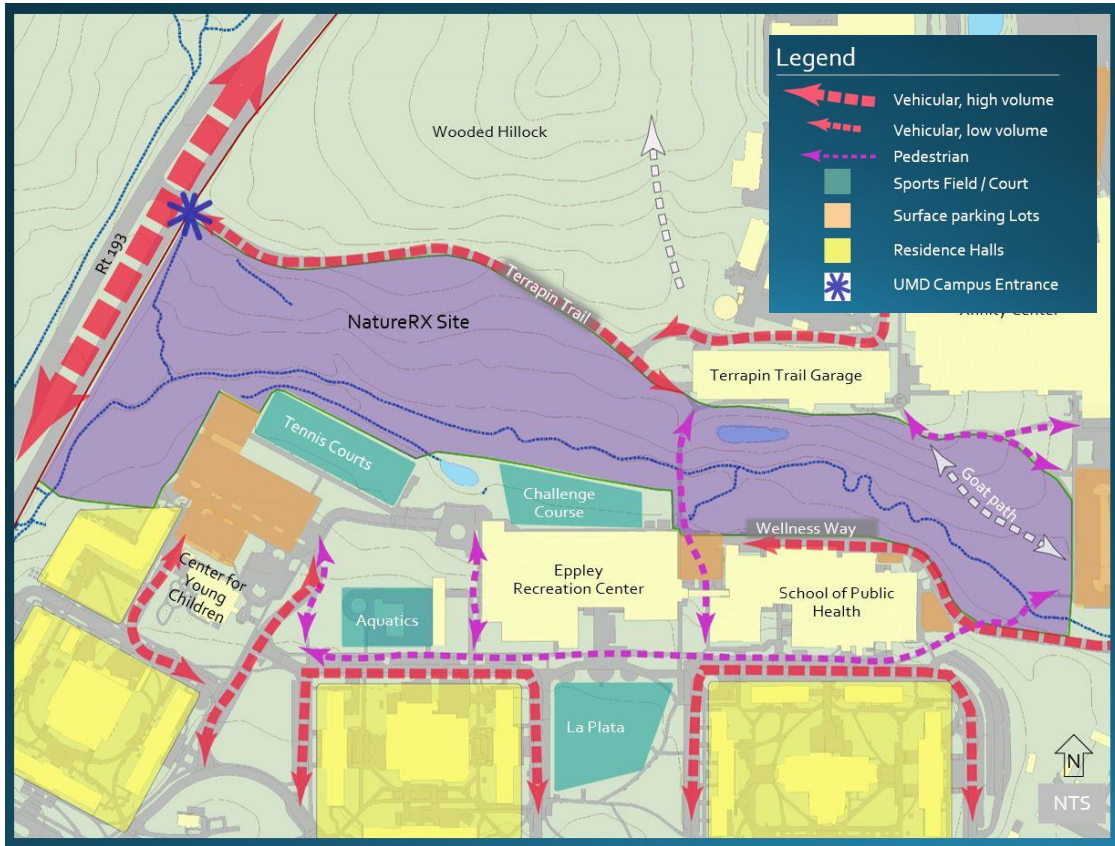 Legend
Vehicular, high volume
Vehicular, low volume
Pedestrian
Sports Field / Court
Surface parking Lots
Residence Halls
UMD Campus Entrance
Wooded Hillock
Rt 193
Terrapin Trail
NatureRX Site
Center
Terrapin Trail Garage
Tennis Courts
Challenge
Course
Goat path
Wellness Way
Center for
Young
Children
Eppley
Recreation Center
School of Public
Health
Aquatics
La Plata
N
NTS